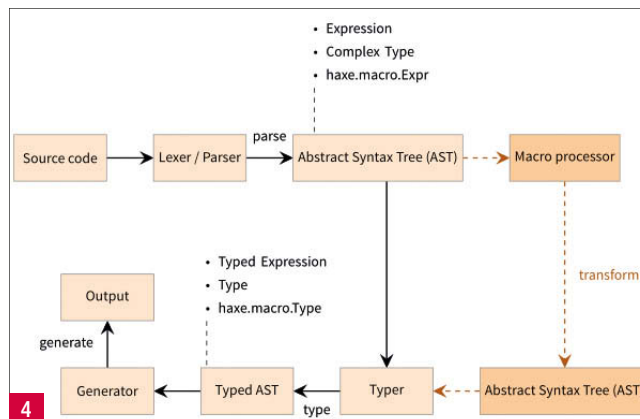 • Expression
• Complex Type
• haxe.macro.Expr
parse
Source code
Lexer / Parser
Abstract Syntax Tree (AST)
Macro processor
• Typed Expression
• Type
• haxe.macro.Type
transform
Output
generate
Generator
Typed AST
type
Typer
Abstract Syntax Tree (AST
4